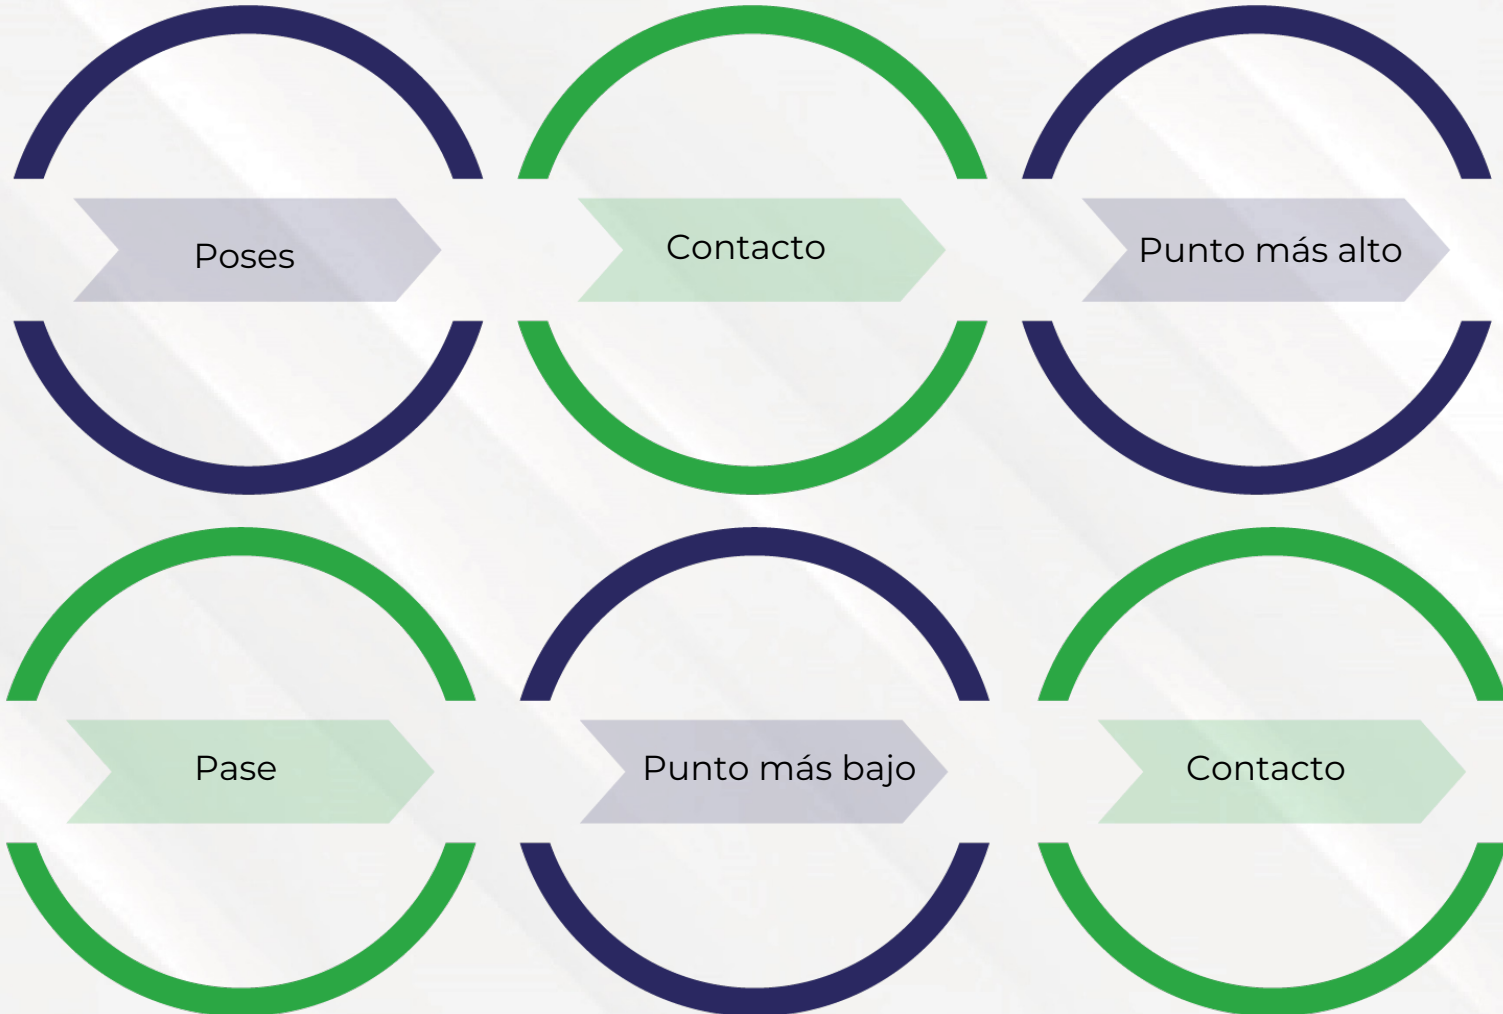 Poses
Contacto
Punto más alto
Pase
Punto más bajo
Contacto